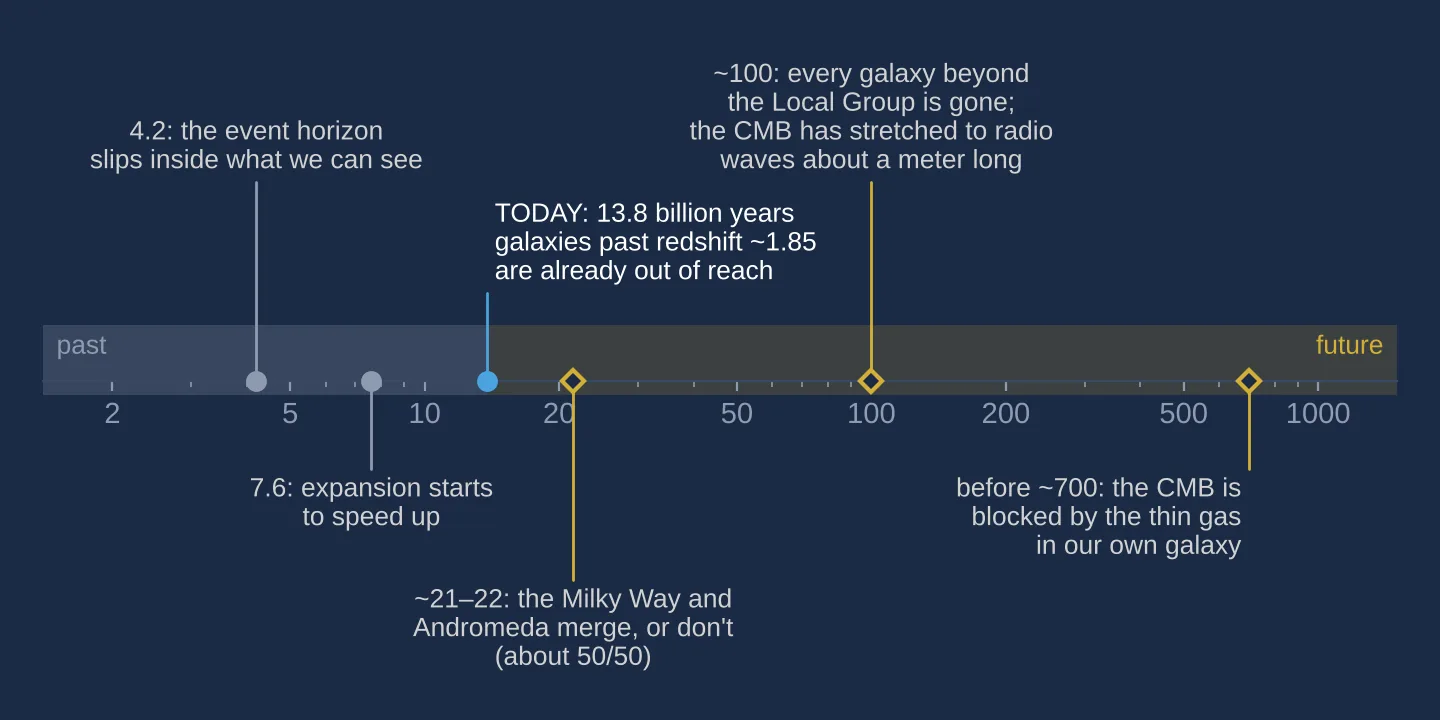 ~100: every galaxy beyond
the Local Group is gone;
the CMB has stretched to radio
waves about a meter long
4.2: the event horizon
slips inside what we can see
TODAY: 13.8 billion years
galaxies past redshift ~1.85
are already out of reach
past
future
2
5
10
20
50
100
200
500
1000
7.6: expansion starts
to speed up
before ~700: the CMB is
blocked by the thin gas
in our own galaxy
~21–22: the Milky Way and
Andromeda merge, or don't
(about 50/50)